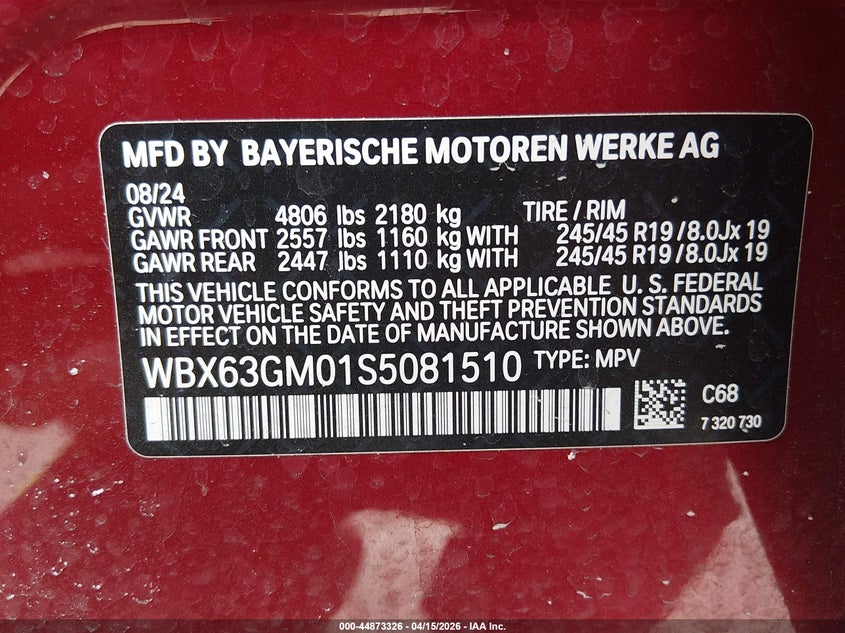 MFD BY BAYERISCHE MOTOREN WERKE AG
08/24
GVWR 4806 lbs 2180 kg TIRE / RIM
GAWR FRONT 2557 lbs 1160 kg WITH 245/45 R19 / 8.0Jx 19
GAWR REAR 2447 lbs 1110 kg WITH 245/45 R19 / 8.0Jx 19
THIS VEHICLE CONFORMS TO ALL APPLICABLE U. S. FEDERAL
MOTOR VEHICLE SAFETY AND THEFT PREVENTION STANDARDS
IN EFFECT ON THE DATE OF MANUFACTURE SHOWN ABOVE.
WBX63GM01S5081510 TYPE: MPV
C68
7 320 730
000-44873326 - 04/15/2026 - IAA Inc.